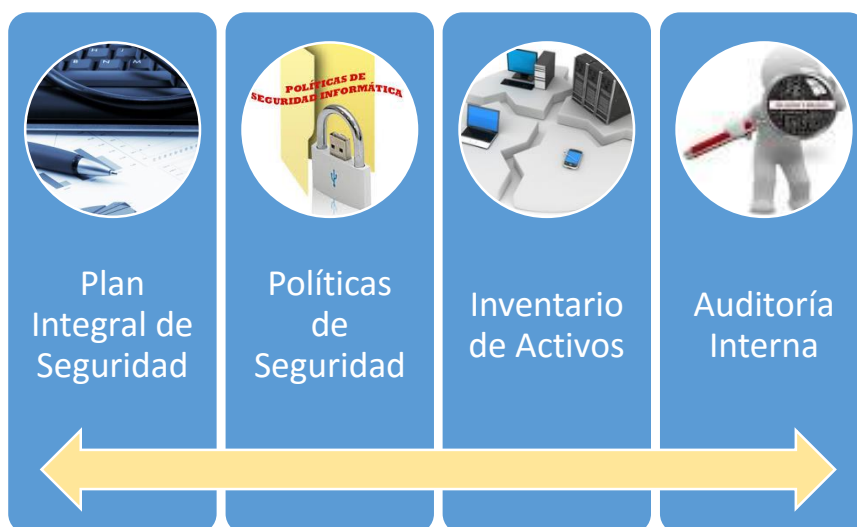 POLÍTICAS DE
SEGURIDAD INFORMÁTICA
Plan
Integral de
Seguridad
Políticas
de
Seguridad
Inventario
de Activos
Auditoría
Interna